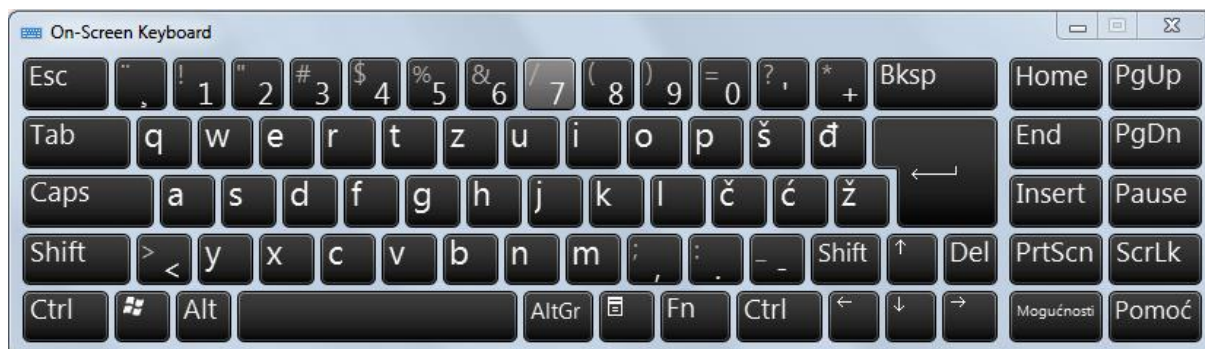 On-Screen Keyboard
Esc ¨ ¸ ! 1 " 2 # 3 $ 4 % 5 & 6 / 7 ( 8 ) 9 = 0 ? ' * + Bksp Home PgUp
Tab q w e r t z u i o p š đ End PgDn
Caps a s d f g h j k l č ć ž Insert Pause
Shift > < y x c v b n m ; , : . _ - Shift ↑ Del PrtScn ScrLk
Ctrl Alt AltGr Fn Ctrl ← ↓ → Mogućnosti Pomoć